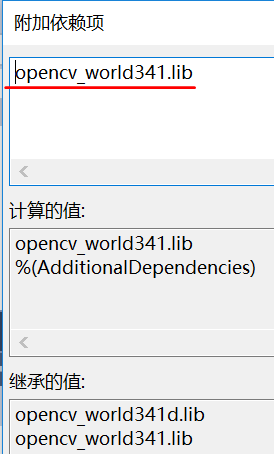 附加依赖项
opencv_world341.lib
计算的值:
opencv_world341.lib
%(AdditionalDependencies)
继承的值:
opencv_world341d.lib
opencv_world341.lib